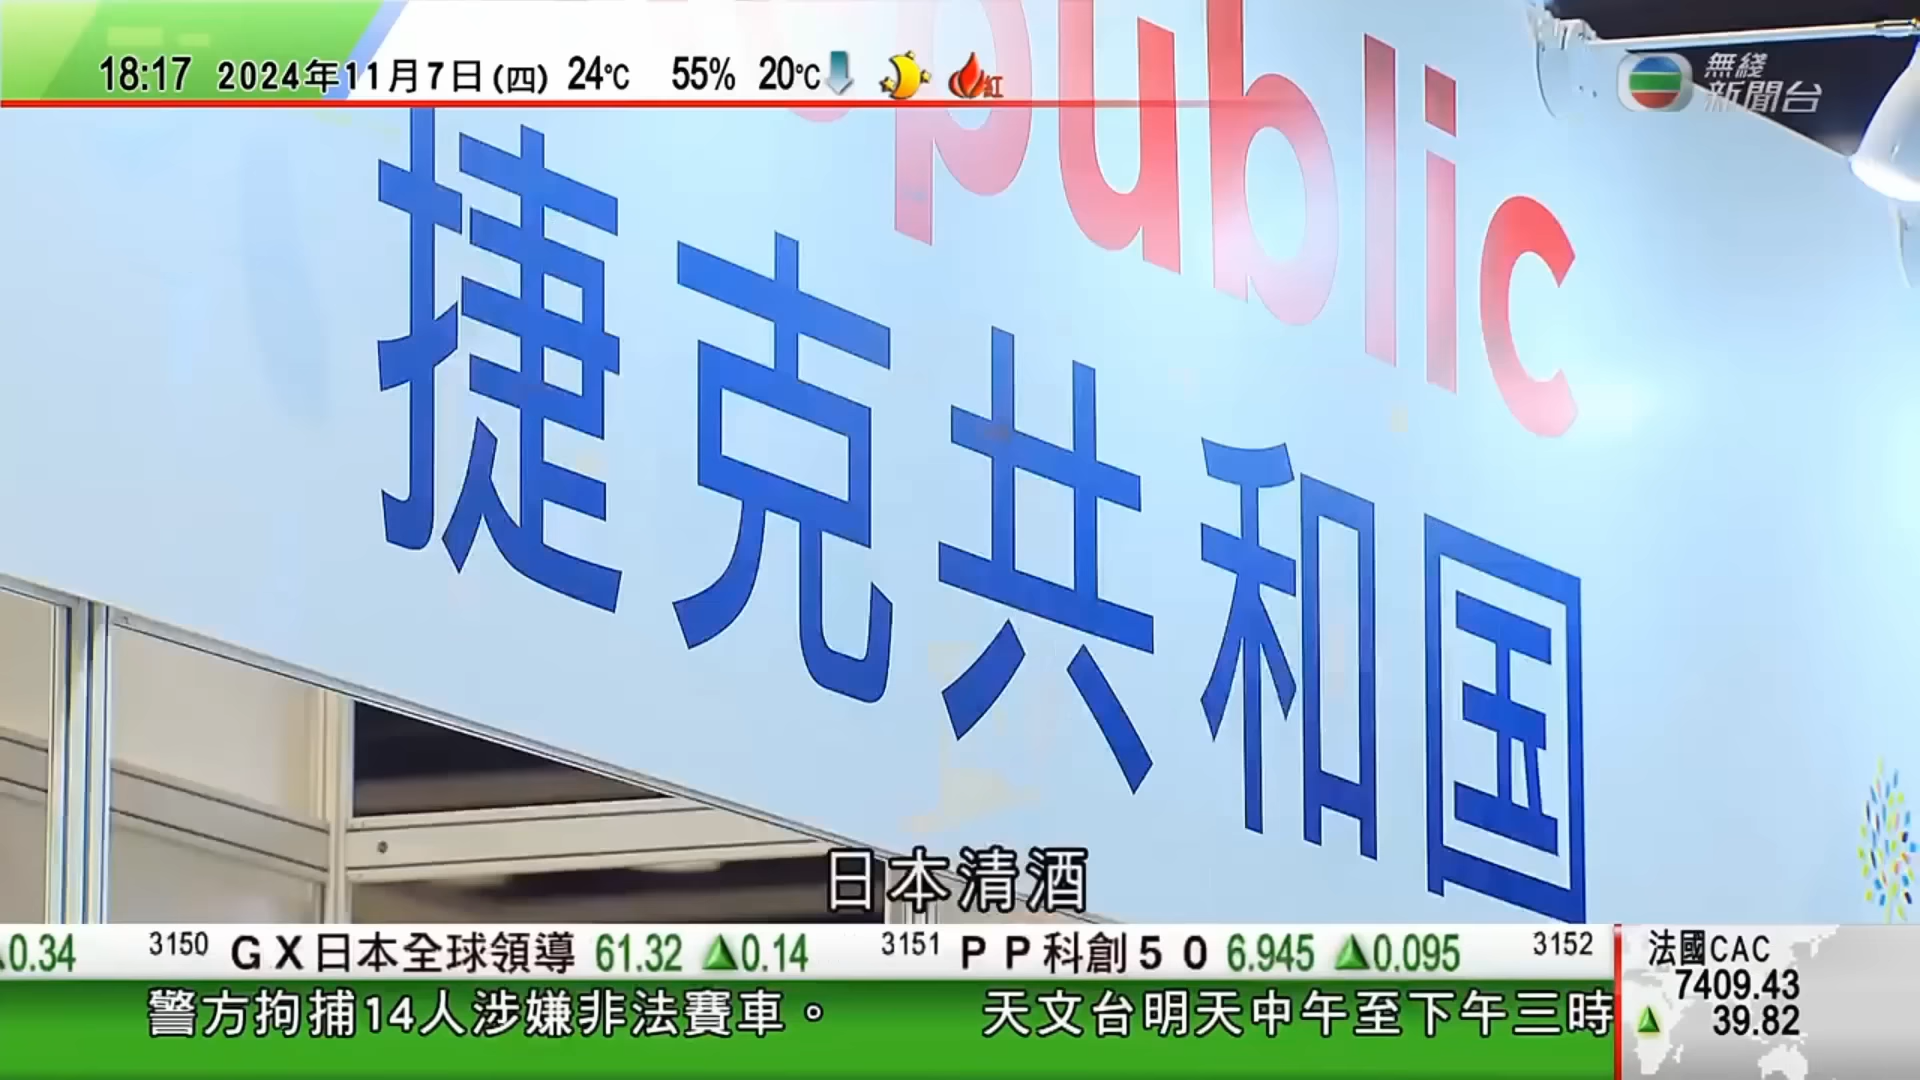 18:17 2024年11月7日(四) 24℃ 55% 20℃ 紅
無綫
新聞台
public
捷克共和国
日本清酒
▲0.34 3150 GX日本全球領導 61.32 ▲0.14 3151 PP科創50 6.945 ▲0.095 3152
警方拘捕14人涉嫌非法賽車。 天文台明天中午至下午三時
法國CAC
7409.43
▲ 39.82